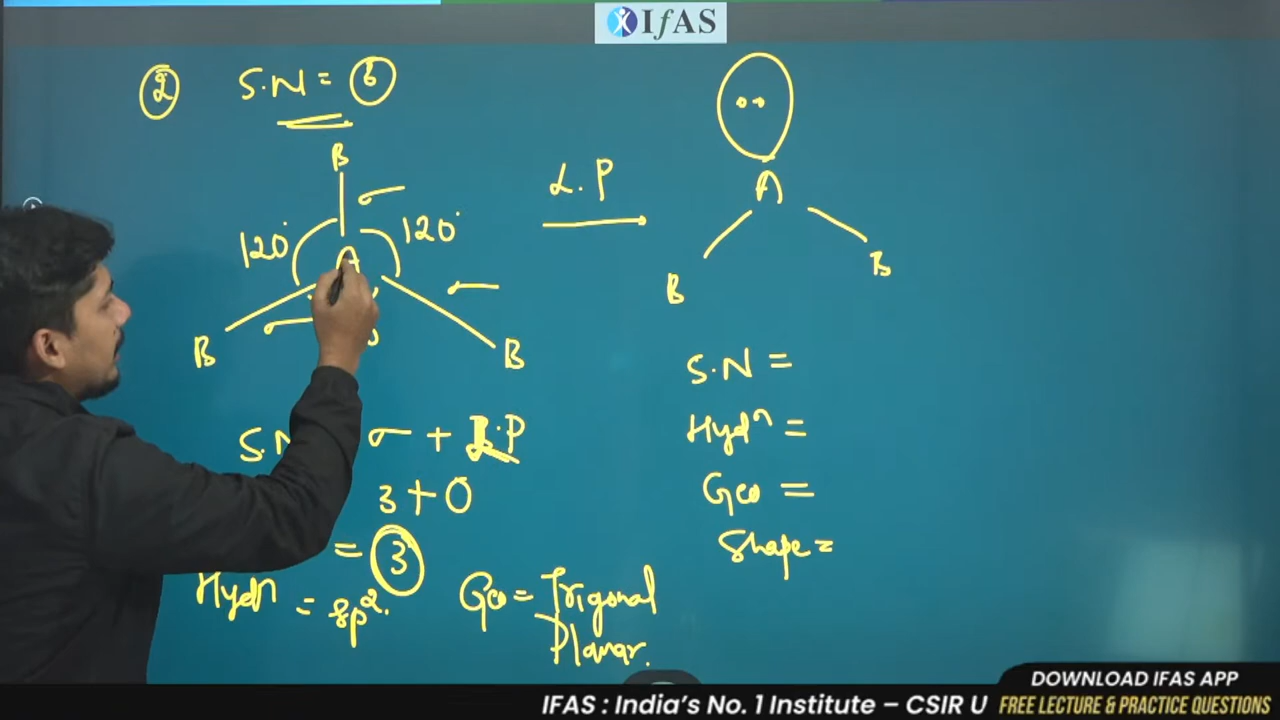 IfAS
② S.N = ⑥
B
120° 120°
A
B B
L.P
A
B B
S.N = σ + L.P
3 + 0
= ③
Hydⁿ = sp².
Geo = Trigonal
Planar.
S.N =
Hydⁿ =
Geo =
Shape =
DOWNLOAD IFAS APP
IFAS : India's No. 1 Institute – CSIR U
FREE LECTURE & PRACTICE QUESTIONS